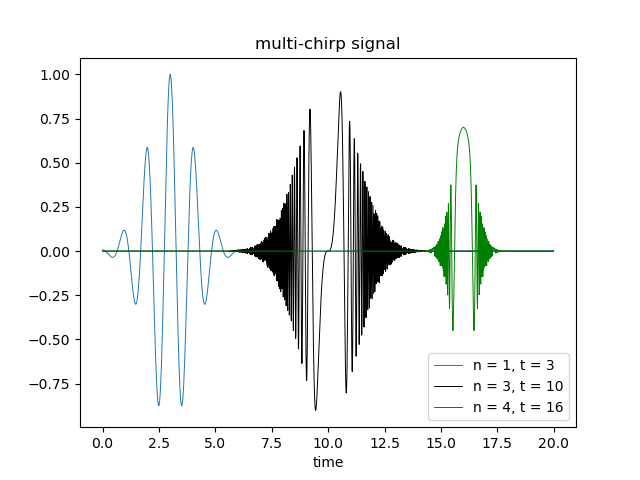 multi-chirp signal
1.00
0.75
0.50
0.25
0.00
−0.25
−0.50
−0.75
n = 1, t = 3
n = 3, t = 10
n = 4, t = 16
0.0 2.5 5.0 7.5 10.0 12.5 15.0 17.5 20.0
time